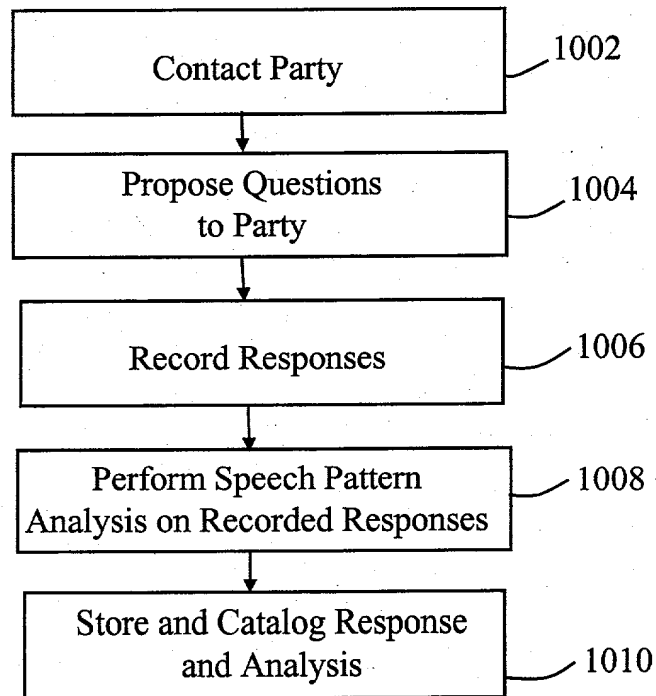 Contact Party
1002
Propose Questions
to Party
1004
Record Responses
1006
Perform Speech Pattern
Analysis on Recorded Responses
1008
Store and Catalog Response
and Analysis
1010